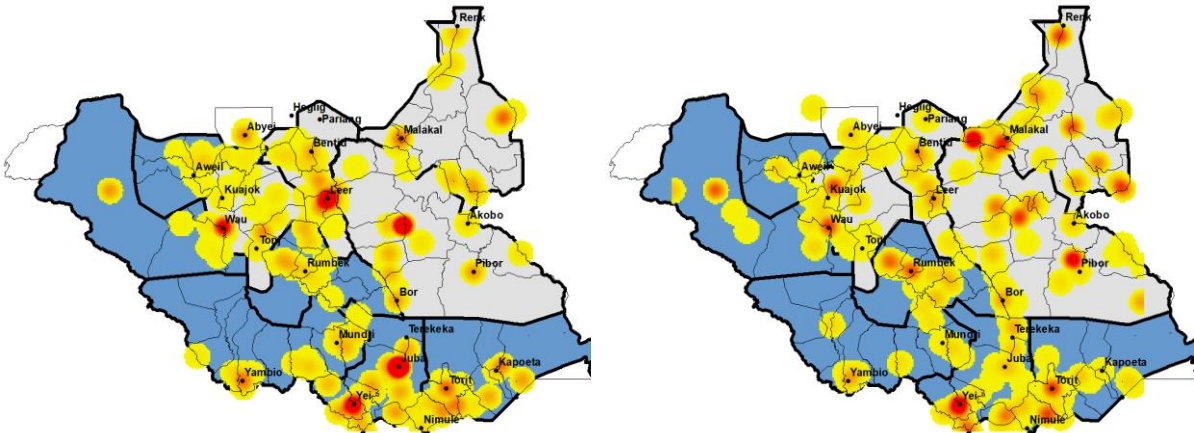 Renk
Heglig
Pariang
Abyei
Malakal
Bentiu
Aweil
Kuajok
Leer
Wau
Akobo
Tonj
Rumbek
Pibor
Bor
Mundri
Terekeka
Juba
Kapoeta
Yambio
Torit
Yei
Nimule
Renk
Heglig
Pariang
Abyei
Malakal
Bentiu
Aweil
Kuajok
Leer
Wau
Akobo
Tonj
Rumbek
Pibor
Bor
Mundri
Terekeka
Juba
Kapoeta
Yambio
Torit
Yei
Nimule